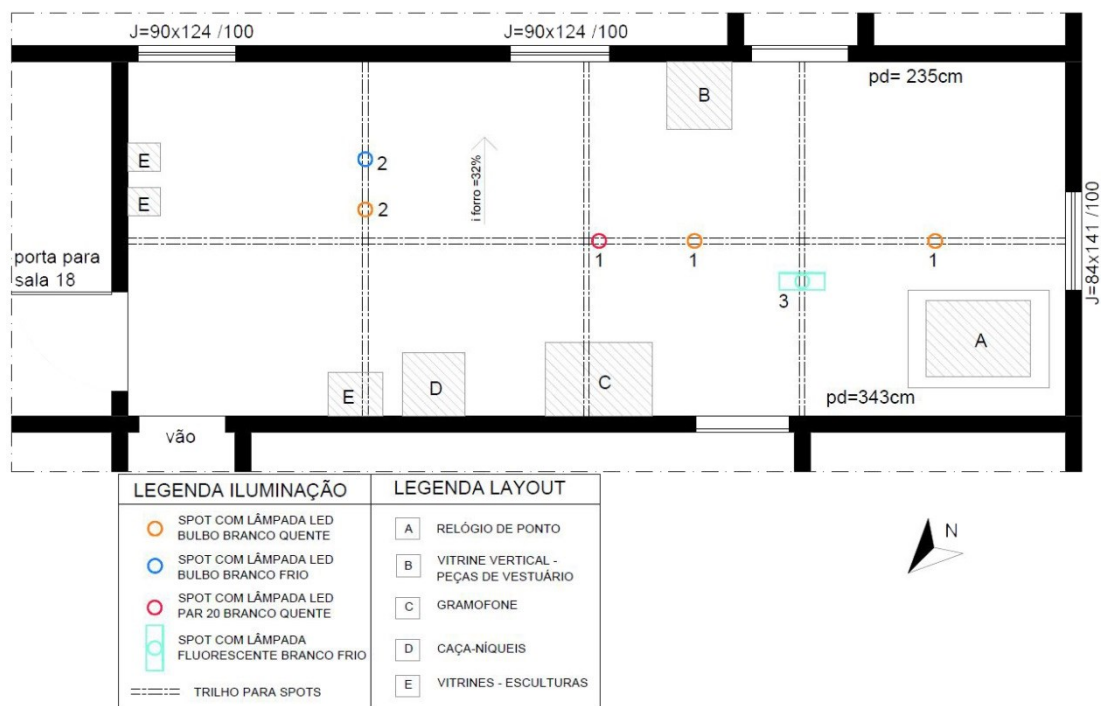 J=90x124 /100
J=90x124 /100
pd= 235cm
B
E
2
i forro =32%
E
2
J=84x141 /100
porta para
sala 18
1
1
1
3
A
C
D
E
pd=343cm
vão
LEGENDA ILUMINAÇÃO
SPOT COM LÂMPADA LED
BULBO BRANCO QUENTE
SPOT COM LÂMPADA LED
BULBO BRANCO FRIO
SPOT COM LÂMPADA LED
PAR 20 BRANCO QUENTE
SPOT COM LÂMPADA
FLUORESCENTE BRANCO FRIO
TRILHO PARA SPOTS
LEGENDA LAYOUT
A RELÓGIO DE PONTO
B VITRINE VERTICAL -
PEÇAS DE VESTUÁRIO
C GRAMOFONE
D CAÇA-NÍQUEIS
E VITRINES - ESCULTURAS
N